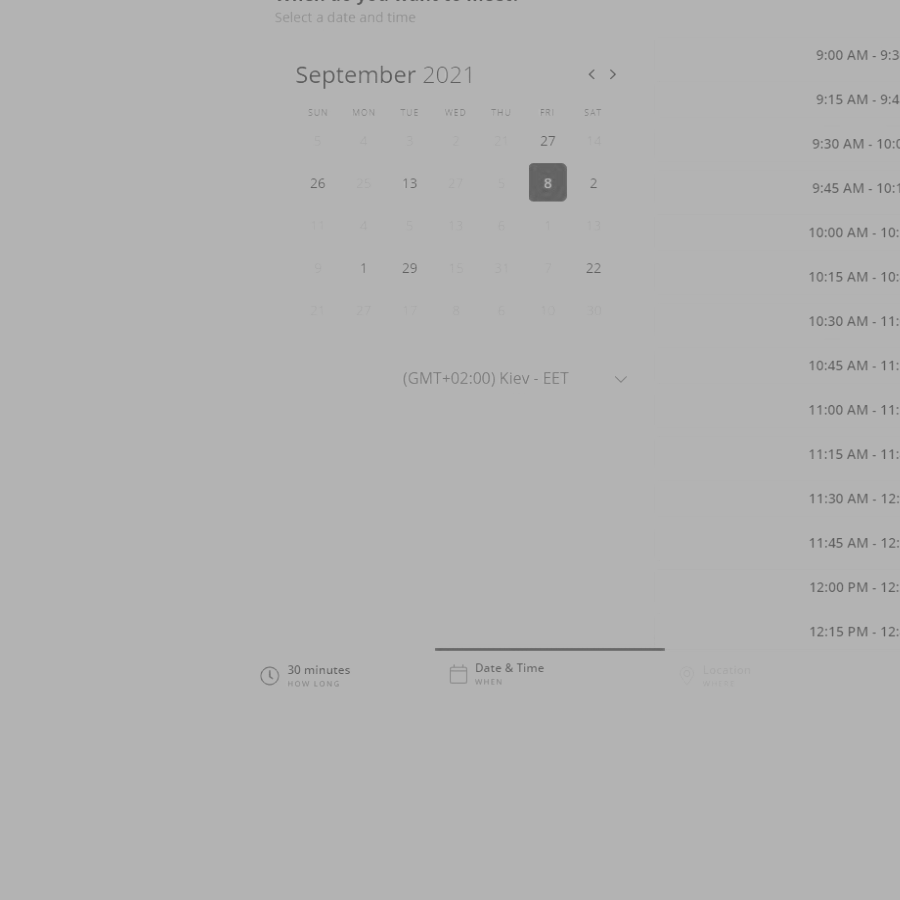 Select a date and time
September 2021
SUN MON TUE WED THU FRI SAT
5 4 3 2 21 27 14
26 25 13 27 5 8 2
11 4 5 13 6 1 13
9 1 29 15 31 7 22
21 27 17 8 6 10 30
(GMT+02:00) Kiev - EET
9:00 AM - 9:3
9:15 AM - 9:4
9:30 AM - 10:0
9:45 AM - 10:1
10:00 AM - 10:
10:15 AM - 10:
10:30 AM - 11:
10:45 AM - 11:
11:00 AM - 11:
11:15 AM - 11:
11:30 AM - 12:
11:45 AM - 12:
12:00 PM - 12:
12:15 PM - 12:
30 minutes
HOW LONG
Date & Time
WHEN
Location
WHERE